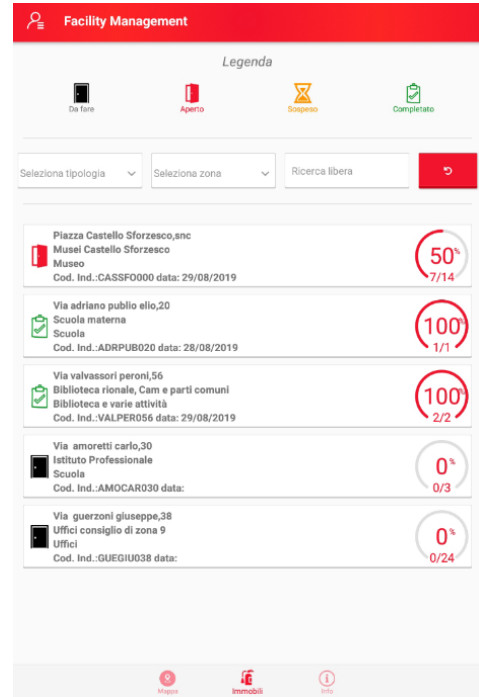 Facility Management
Legenda
Da fare
Aperto
Sospeso
Completato
Seleziona tipologia
Seleziona zona
Ricerca libera
Piazza Castello Sforzesco,snc
Musei Castello Sforzesco
Museo
Cod. Ind.:CASSFO000 data: 29/08/2019
50%
7/14
Via adriano publio elio,20
Scuola materna
Scuola
Cod. Ind.:ADRPUB020 data: 28/08/2019
100%
1/1
Via valvassori peroni,56
Biblioteca rionale, Cam e parti comuni
Biblioteca e varie attività
Cod. Ind.:VALPER056 data: 29/08/2019
100%
2/2
Via amoretti carlo,30
Istituto Professionale
Scuola
Cod. Ind.:AMOCAR030 data:
0%
0/3
Via guerzoni giuseppe,38
Uffici consiglio di zona 9
Uffici
Cod. Ind.:GUEGIU038 data:
0%
0/24
Mappa
Immobili
Info